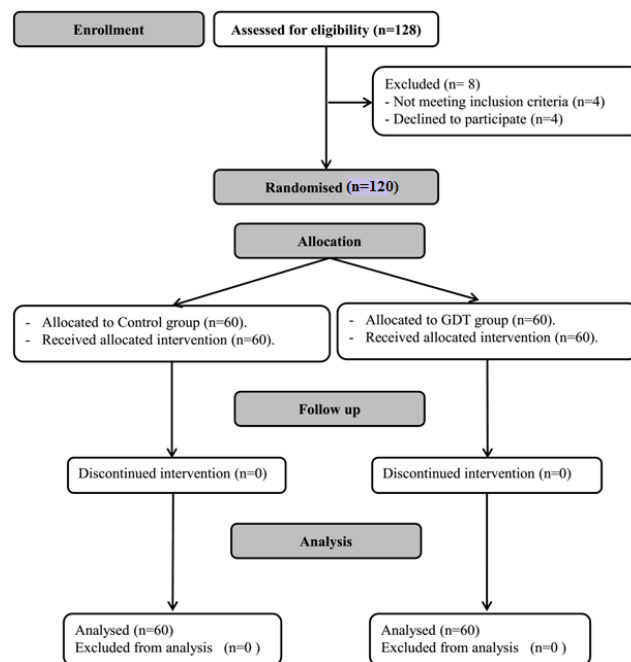 Enrollment
Assessed for eligibility (n=128)
Excluded (n= 8)
- Not meeting inclusion criteria (n=4)
- Declined to participate (n=4)
Randomised (n=120)
Allocation
- Allocated to Control group (n=60).
- Received allocated intervention (n=60).
- Allocated to GDT group (n=60).
- Received allocated intervention (n=60).
Follow up
Discontinued intervention (n=0)
Discontinued intervention (n=0)
Analysis
Analysed (n=60)
Excluded from analysis (n=0 )
Analysed (n=60)
Excluded from analysis (n=0 )